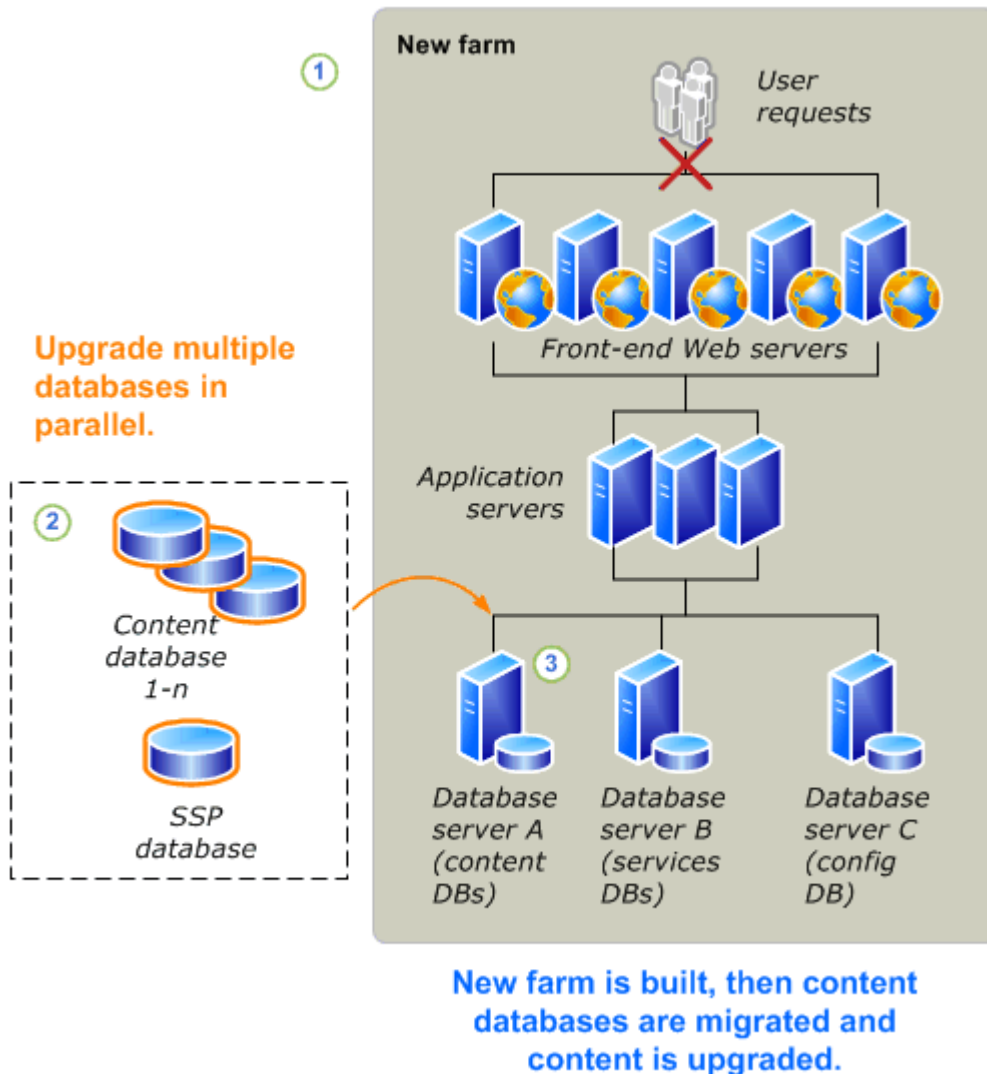 New farm
1
User
requests
Front-end Web servers
Upgrade multiple
databases in
parallel.
Application
servers
2
Content
database
1-n
SSP
database
3
Database
server A
(content
DBs)
Database
server B
(services
DBs)
Database
server C
(config
DB)
New farm is built, then content
databases are migrated and
content is upgraded.